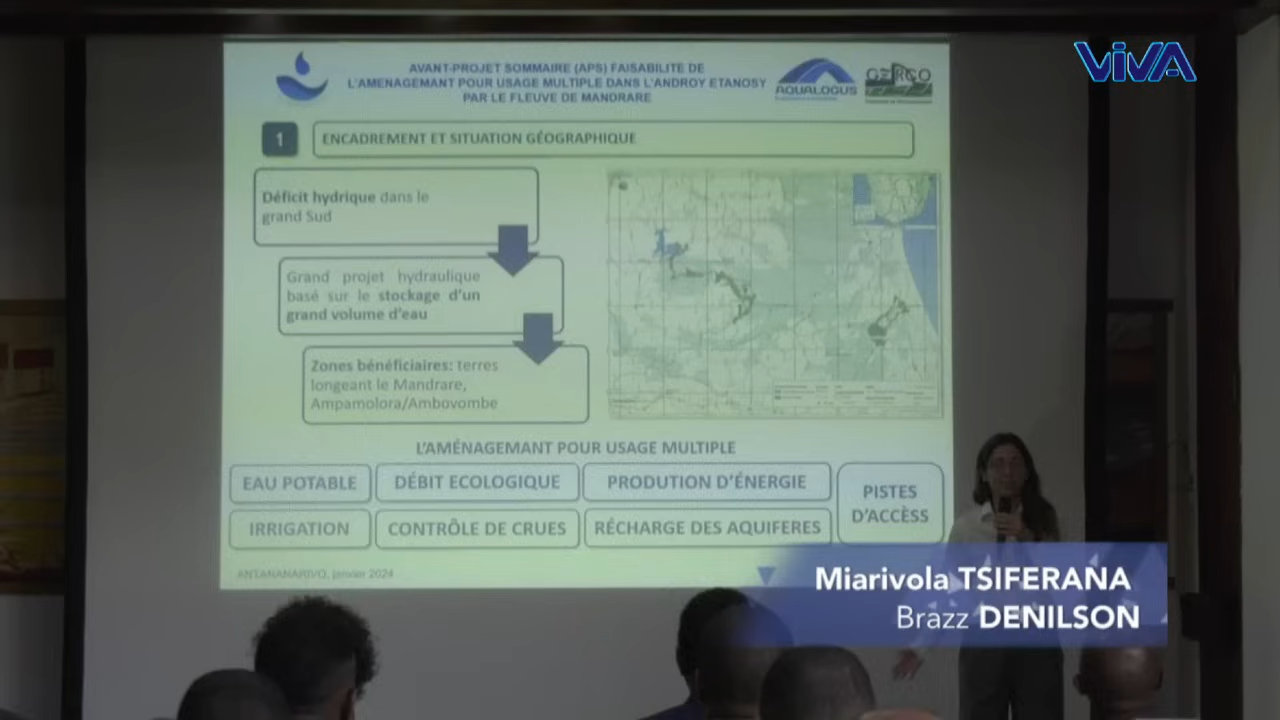 ViVA
AVANT-PROJET SOMMAIRE (APS) FAISABILITE DE
L'AMENAGEMANT POUR USAGE MULTIPLE DANS L'ANDROY ETANOSY
PAR LE FLEUVE DE MANDRARE
AQUALOGUS
GERCO
1
ENCADREMENT ET SITUATION GÉOGRAPHIQUE
Déficit hydrique dans le
grand Sud
Grand projet hydraulique
basé sur le stockage d'un
grand volume d'eau
Zones bénéficiaires: terres
longeant le Mandrare,
Ampamolora/Ambovombe
L'AMÉNAGEMANT POUR USAGE MULTIPLE
EAU POTABLE
DÉBIT ECOLOGIQUE
PRODUTION D'ÉNERGIE
PISTES
D'ACCÈSS
IRRIGATION
CONTRÔLE DE CRUES
RÉCHARGE DES AQUIFERES
ANTANANARIVO, janvier 2024
Miarivola TSIFERANA
Brazz DENILSON